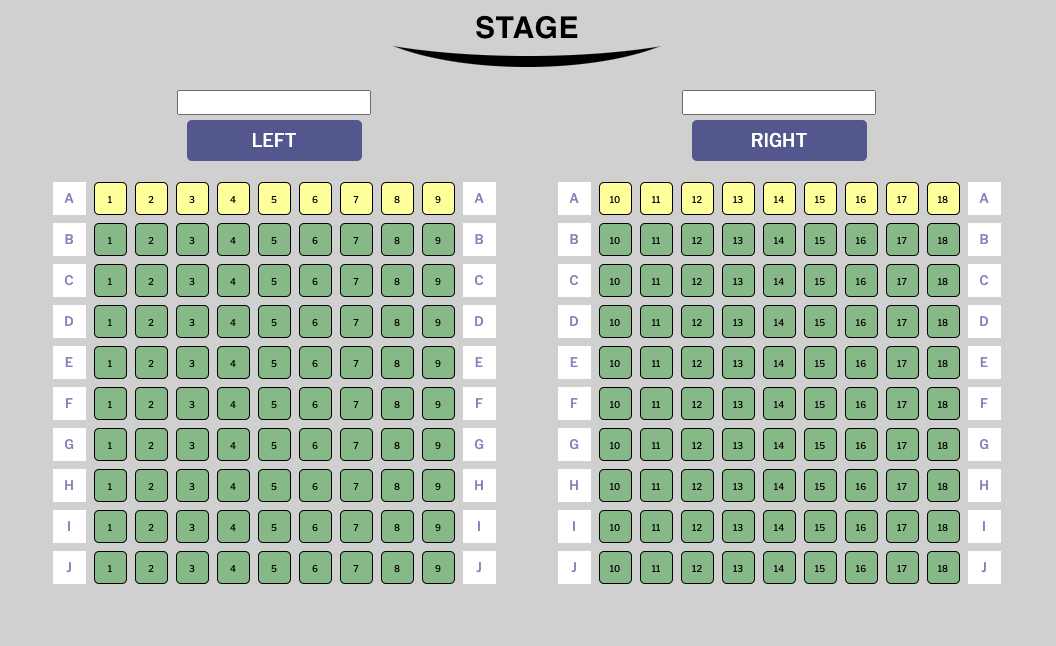 STAGE
LEFT RIGHT
A 1 2 3 4 5 6 7 8 9 A A 10 11 12 13 14 15 16 17 18 A
B 1 2 3 4 5 6 7 8 9 B B 10 11 12 13 14 15 16 17 18 B
C 1 2 3 4 5 6 7 8 9 C C 10 11 12 13 14 15 16 17 18 C
D 1 2 3 4 5 6 7 8 9 D D 10 11 12 13 14 15 16 17 18 D
E 1 2 3 4 5 6 7 8 9 E E 10 11 12 13 14 15 16 17 18 E
F 1 2 3 4 5 6 7 8 9 F F 10 11 12 13 14 15 16 17 18 F
G 1 2 3 4 5 6 7 8 9 G G 10 11 12 13 14 15 16 17 18 G
H 1 2 3 4 5 6 7 8 9 H H 10 11 12 13 14 15 16 17 18 H
I 1 2 3 4 5 6 7 8 9 I I 10 11 12 13 14 15 16 17 18 I
J 1 2 3 4 5 6 7 8 9 J J 10 11 12 13 14 15 16 17 18 J